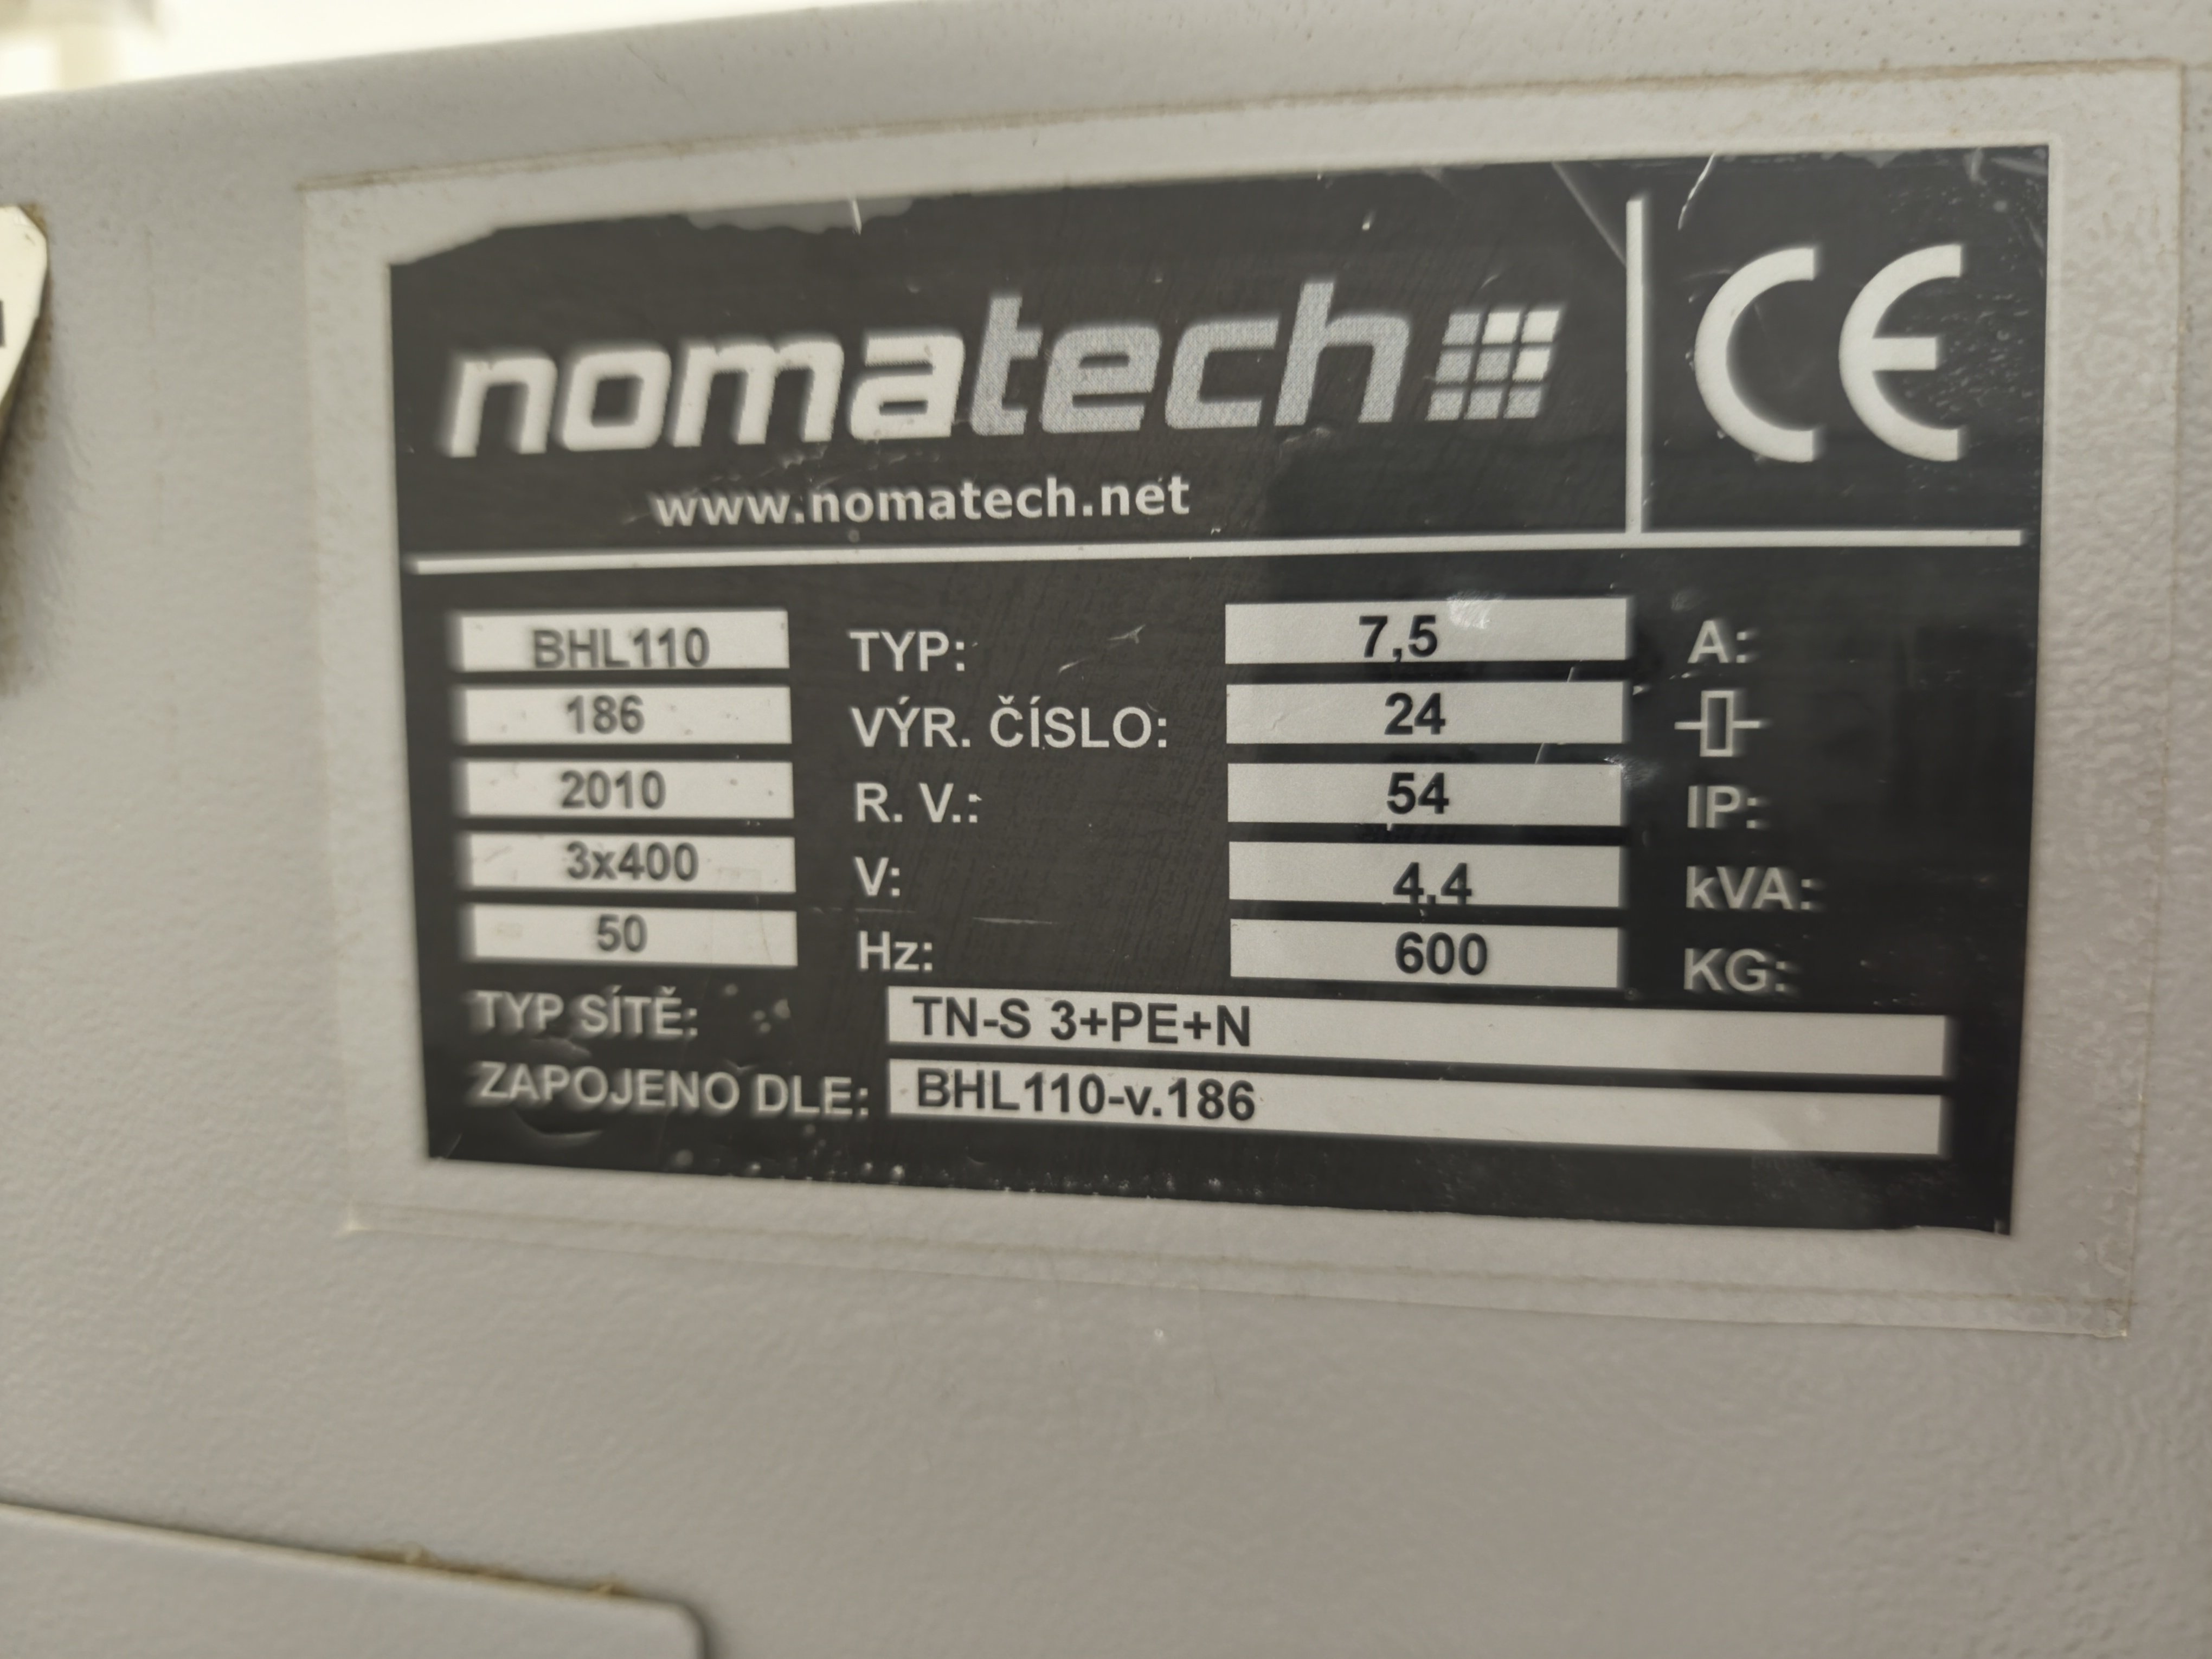 nomatech
CE
www.nomatech.net
BHL110 TYP: 7,5 A:
186 VÝR. ČÍSLO: 24
2010 R. V.: 54 IP:
3x400 V: 4,4 kVA:
50 Hz: 600 KG:
TYP SÍTĚ: TN-S 3+PE+N
ZAPOJENO DLE: BHL110-v.186